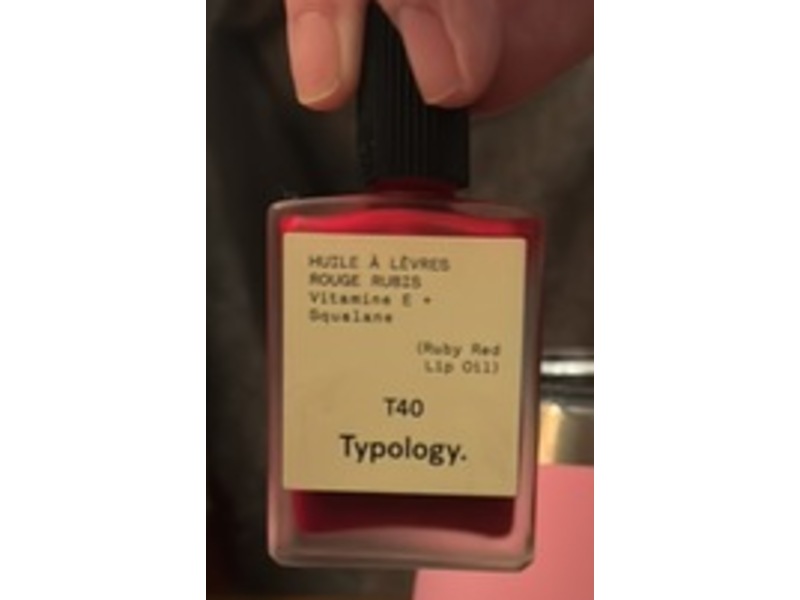 HUILE À LÈVRES
ROUGE RUBIS
Vitamine E +
Squalane
(Ruby Red
Lip Oil)
T40
Typology.